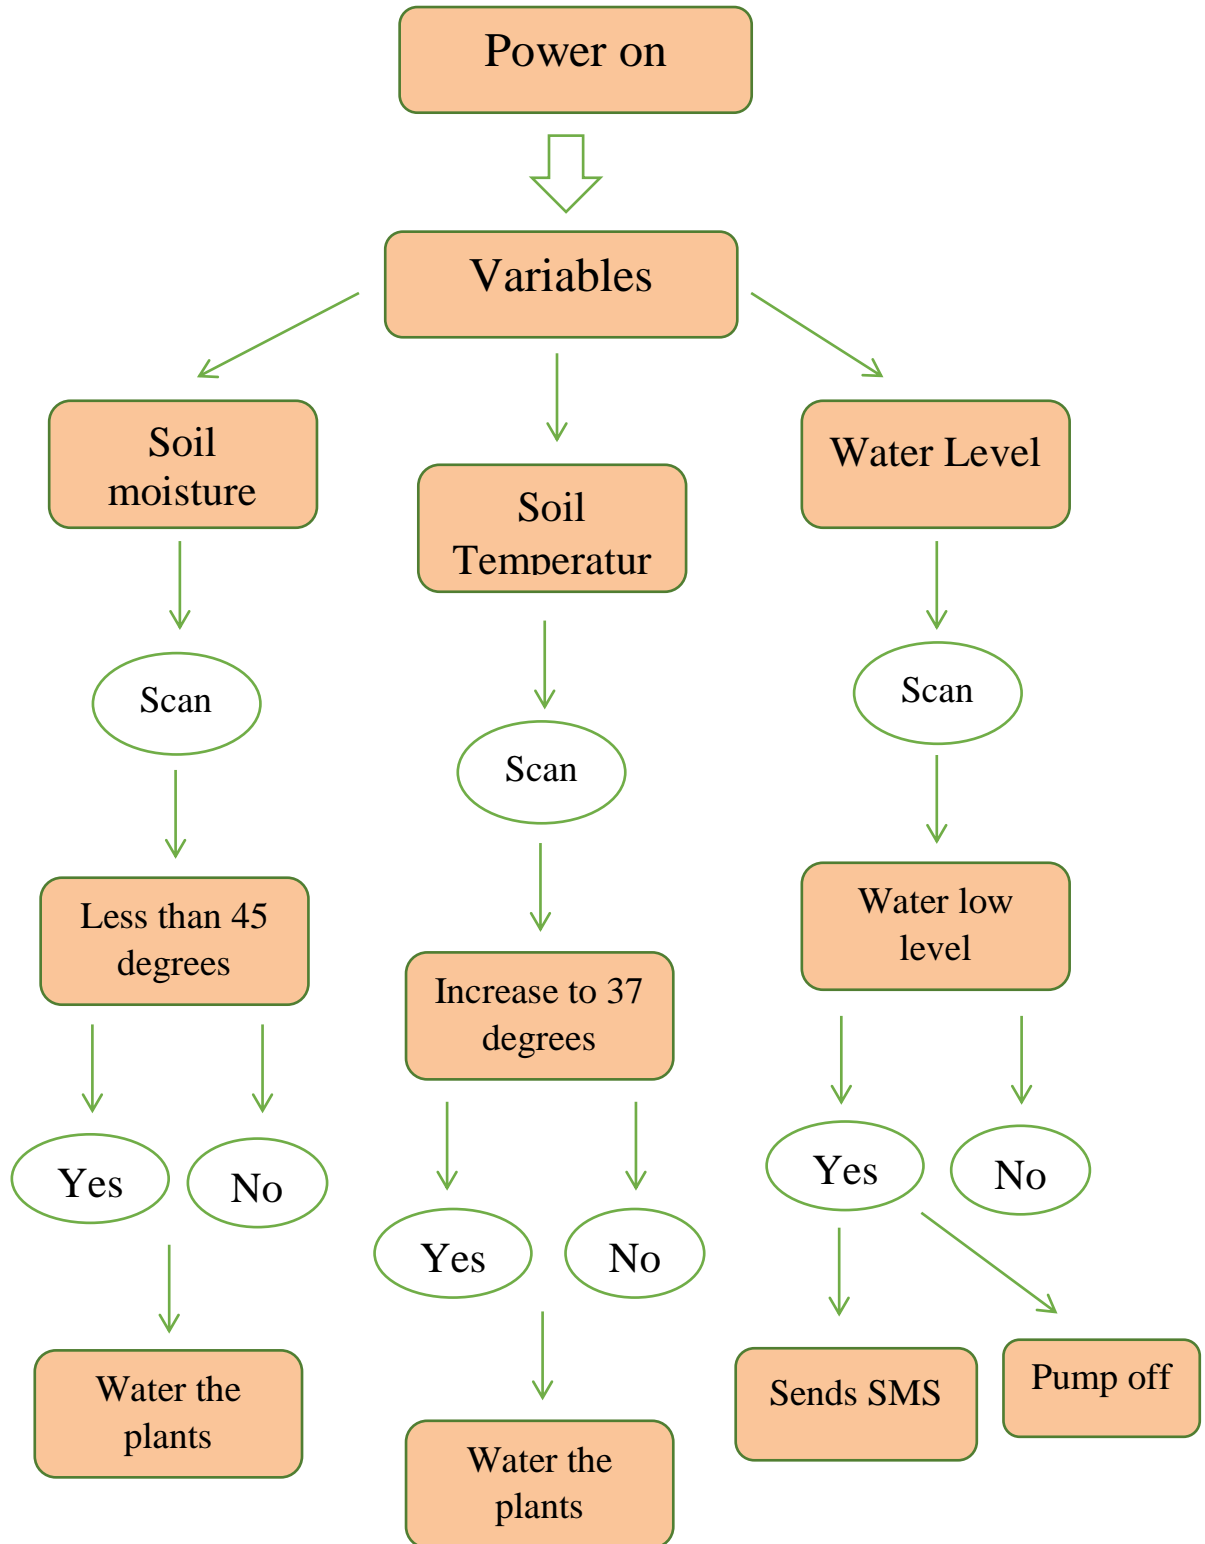 Power on
Variables
Soil
moisture
Soil
Temperatur
Water Level
Scan
Scan
Scan
Less than 45
degrees
Increase to 37
degrees
Water low
level
Yes
No
Yes
No
Yes
No
Water the
plants
Water the
plants
Sends SMS
Pump off